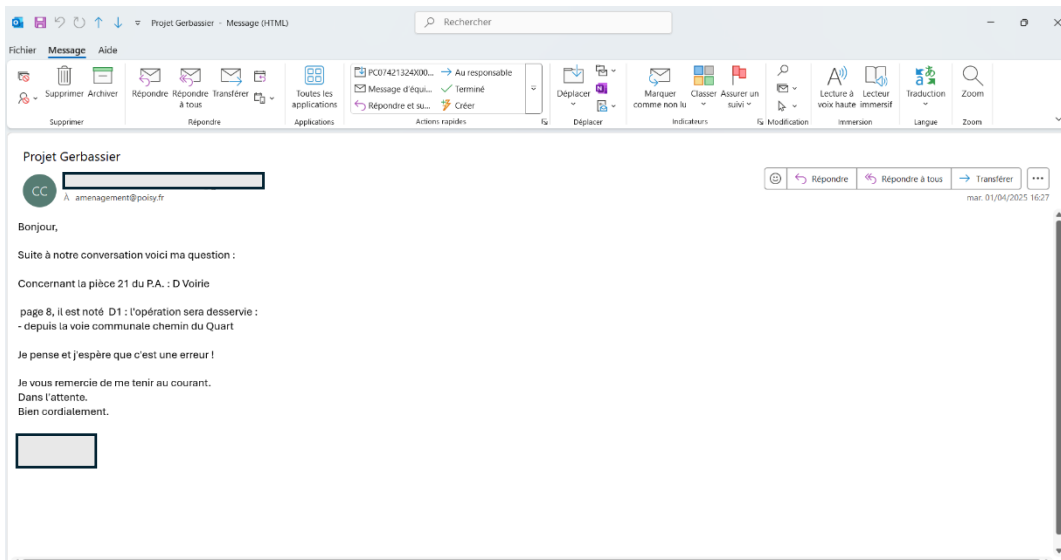 Projet Gerbassier - Message (HTML)
Rechercher
Fichier Message Aide
Supprimer Archiver
Supprimer
Répondre Répondre à tous Transférer
Répondre
Toutes les applications
Applications
PC07421324X00... Au responsable
Message d'équi... Terminé
Répondre et su... Créer
Actions rapides
Déplacer
Déplacer
Marquer comme non lu Classer Assurer un suivi
Indicateurs
Modification
Lecture à voix haute Lecteur immersif
Immersion
Traduction
Langue
Zoom
Zoom
Projet Gerbassier
CC
À amenagement@poisy.fr
Répondre Répondre à tous Transférer
mar. 01/04/2025 16:27
Bonjour,
Suite à notre conversation voici ma question :
Concernant la pièce 21 du P.A. : D Voirie
page 8, il est noté D1 : l'opération sera desservie :
- depuis la voie communale chemin du Quart
Je pense et j'espère que c'est une erreur !
Je vous remercie de me tenir au courant.
Dans l'attente.
Bien cordialement.